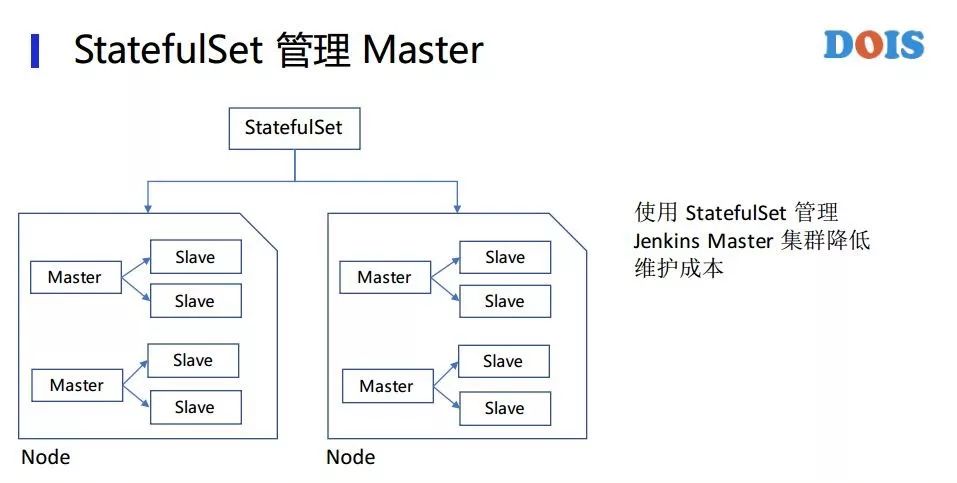 StatefulSet 管理 Master
DOIS
StatefulSet
Master
Slave
Slave
Master
Slave
Slave
Node
Master
Slave
Slave
Master
Slave
Slave
Node
使用 StatefulSet 管理
Jenkins Master 集群降低
维护成本